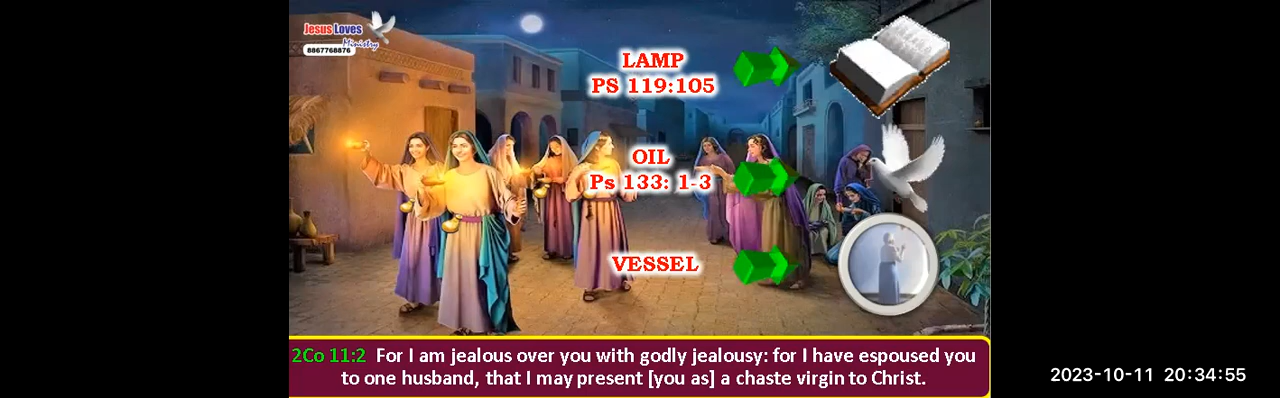 Jesus Loves
Ministry
8867768876
LAMP
PS 119:105
OIL
Ps 133: 1-3
VESSEL
2Co 11:2 For I am jealous over you with godly jealousy: for I have espoused you
to one husband, that I may present [you as] a chaste virgin to Christ.
2023-10-11 20:34:55